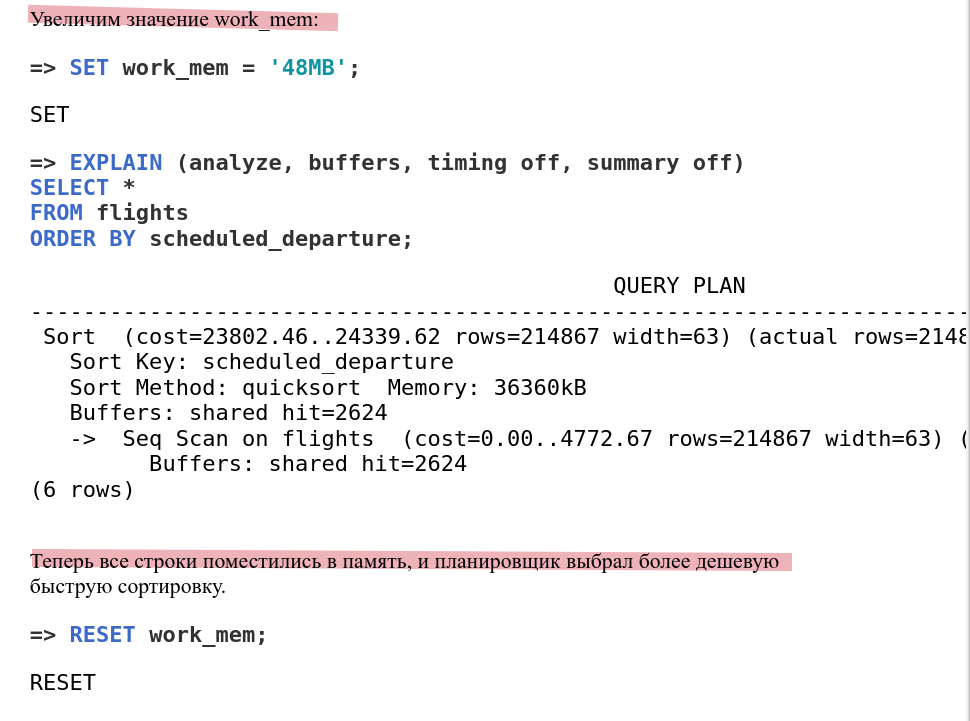 Увеличим значение work_mem:
=> SET work_mem = '48MB';
SET
=> EXPLAIN (analyze, buffers, timing off, summary off)
SELECT *
FROM flights
ORDER BY scheduled_departure;
QUERY PLAN
--------------------------------------------------------------------------------
Sort  (cost=23802.46..24339.62 rows=214867 width=63) (actual rows=2148
Sort Key: scheduled_departure
Sort Method: quicksort  Memory: 36360kB
Buffers: shared hit=2624
->  Seq Scan on flights  (cost=0.00..4772.67 rows=214867 width=63) (
Buffers: shared hit=2624
(6 rows)
Теперь все строки поместились в память, и планировщик выбрал более дешевую
быструю сортировку.
=> RESET work_mem;
RESET